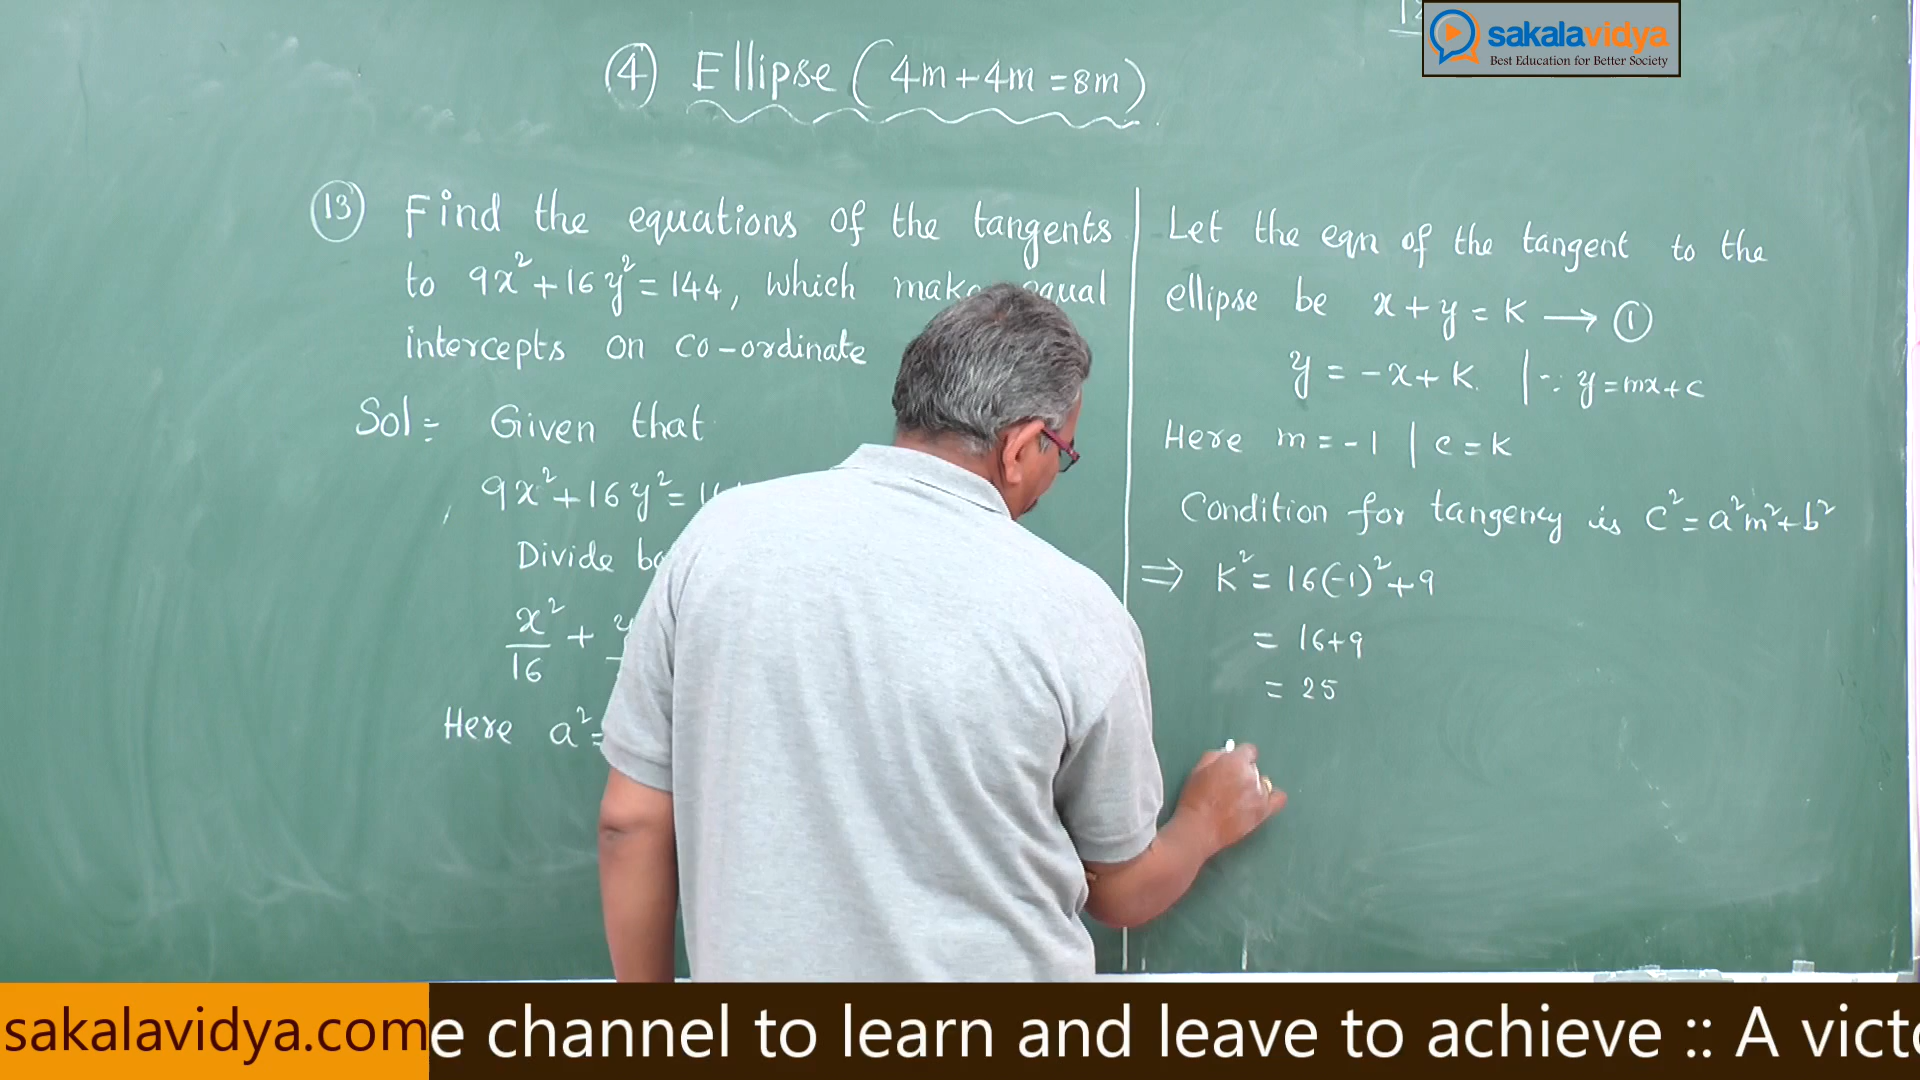 sakalavidya
Best Education for Better Society
④ Ellipse (4m+4m=8m)
⑬ Find the equations of the tangents
to 9x²+16y²=144, which make equal
intercepts on co-ordinate
Sol:- Given that
9x²+16y²=
Divide
x²/16 +
Here a²=
Let the eqn of the tangent to the
ellipse be x+y=K → ①
y=-x+K. | ∵ y=mx+c
Here m=-1 | c=K
Condition for tangency is c²=a²m²+b²
⇒ K²=16(-1)²+9
= 16+9
= 25
sakalavidya.com e channel to learn and leave to achieve :: A victo